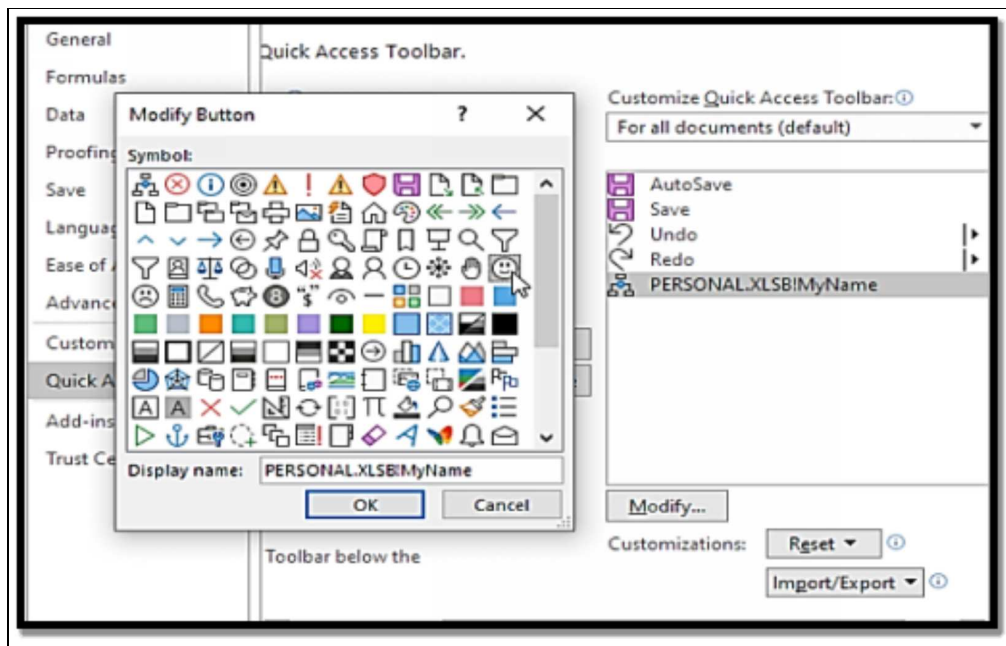 General
Formulas
Data
Proofing
Save
Langua
Ease of
Advanc
Custom
Quick A
Add-ins
Trust Ce
Quick Access Toolbar.
Modify Button
?
Symbol:
Display name: PERSONAL.XLSB!MyName
OK Cancel
Toolbar below the
Customize Quick Access Toolbar:
For all documents (default)
AutoSave
Save
Undo
Redo
PERSONAL.XLSB!MyName
Modify...
Customizations: Reset
Import/Export